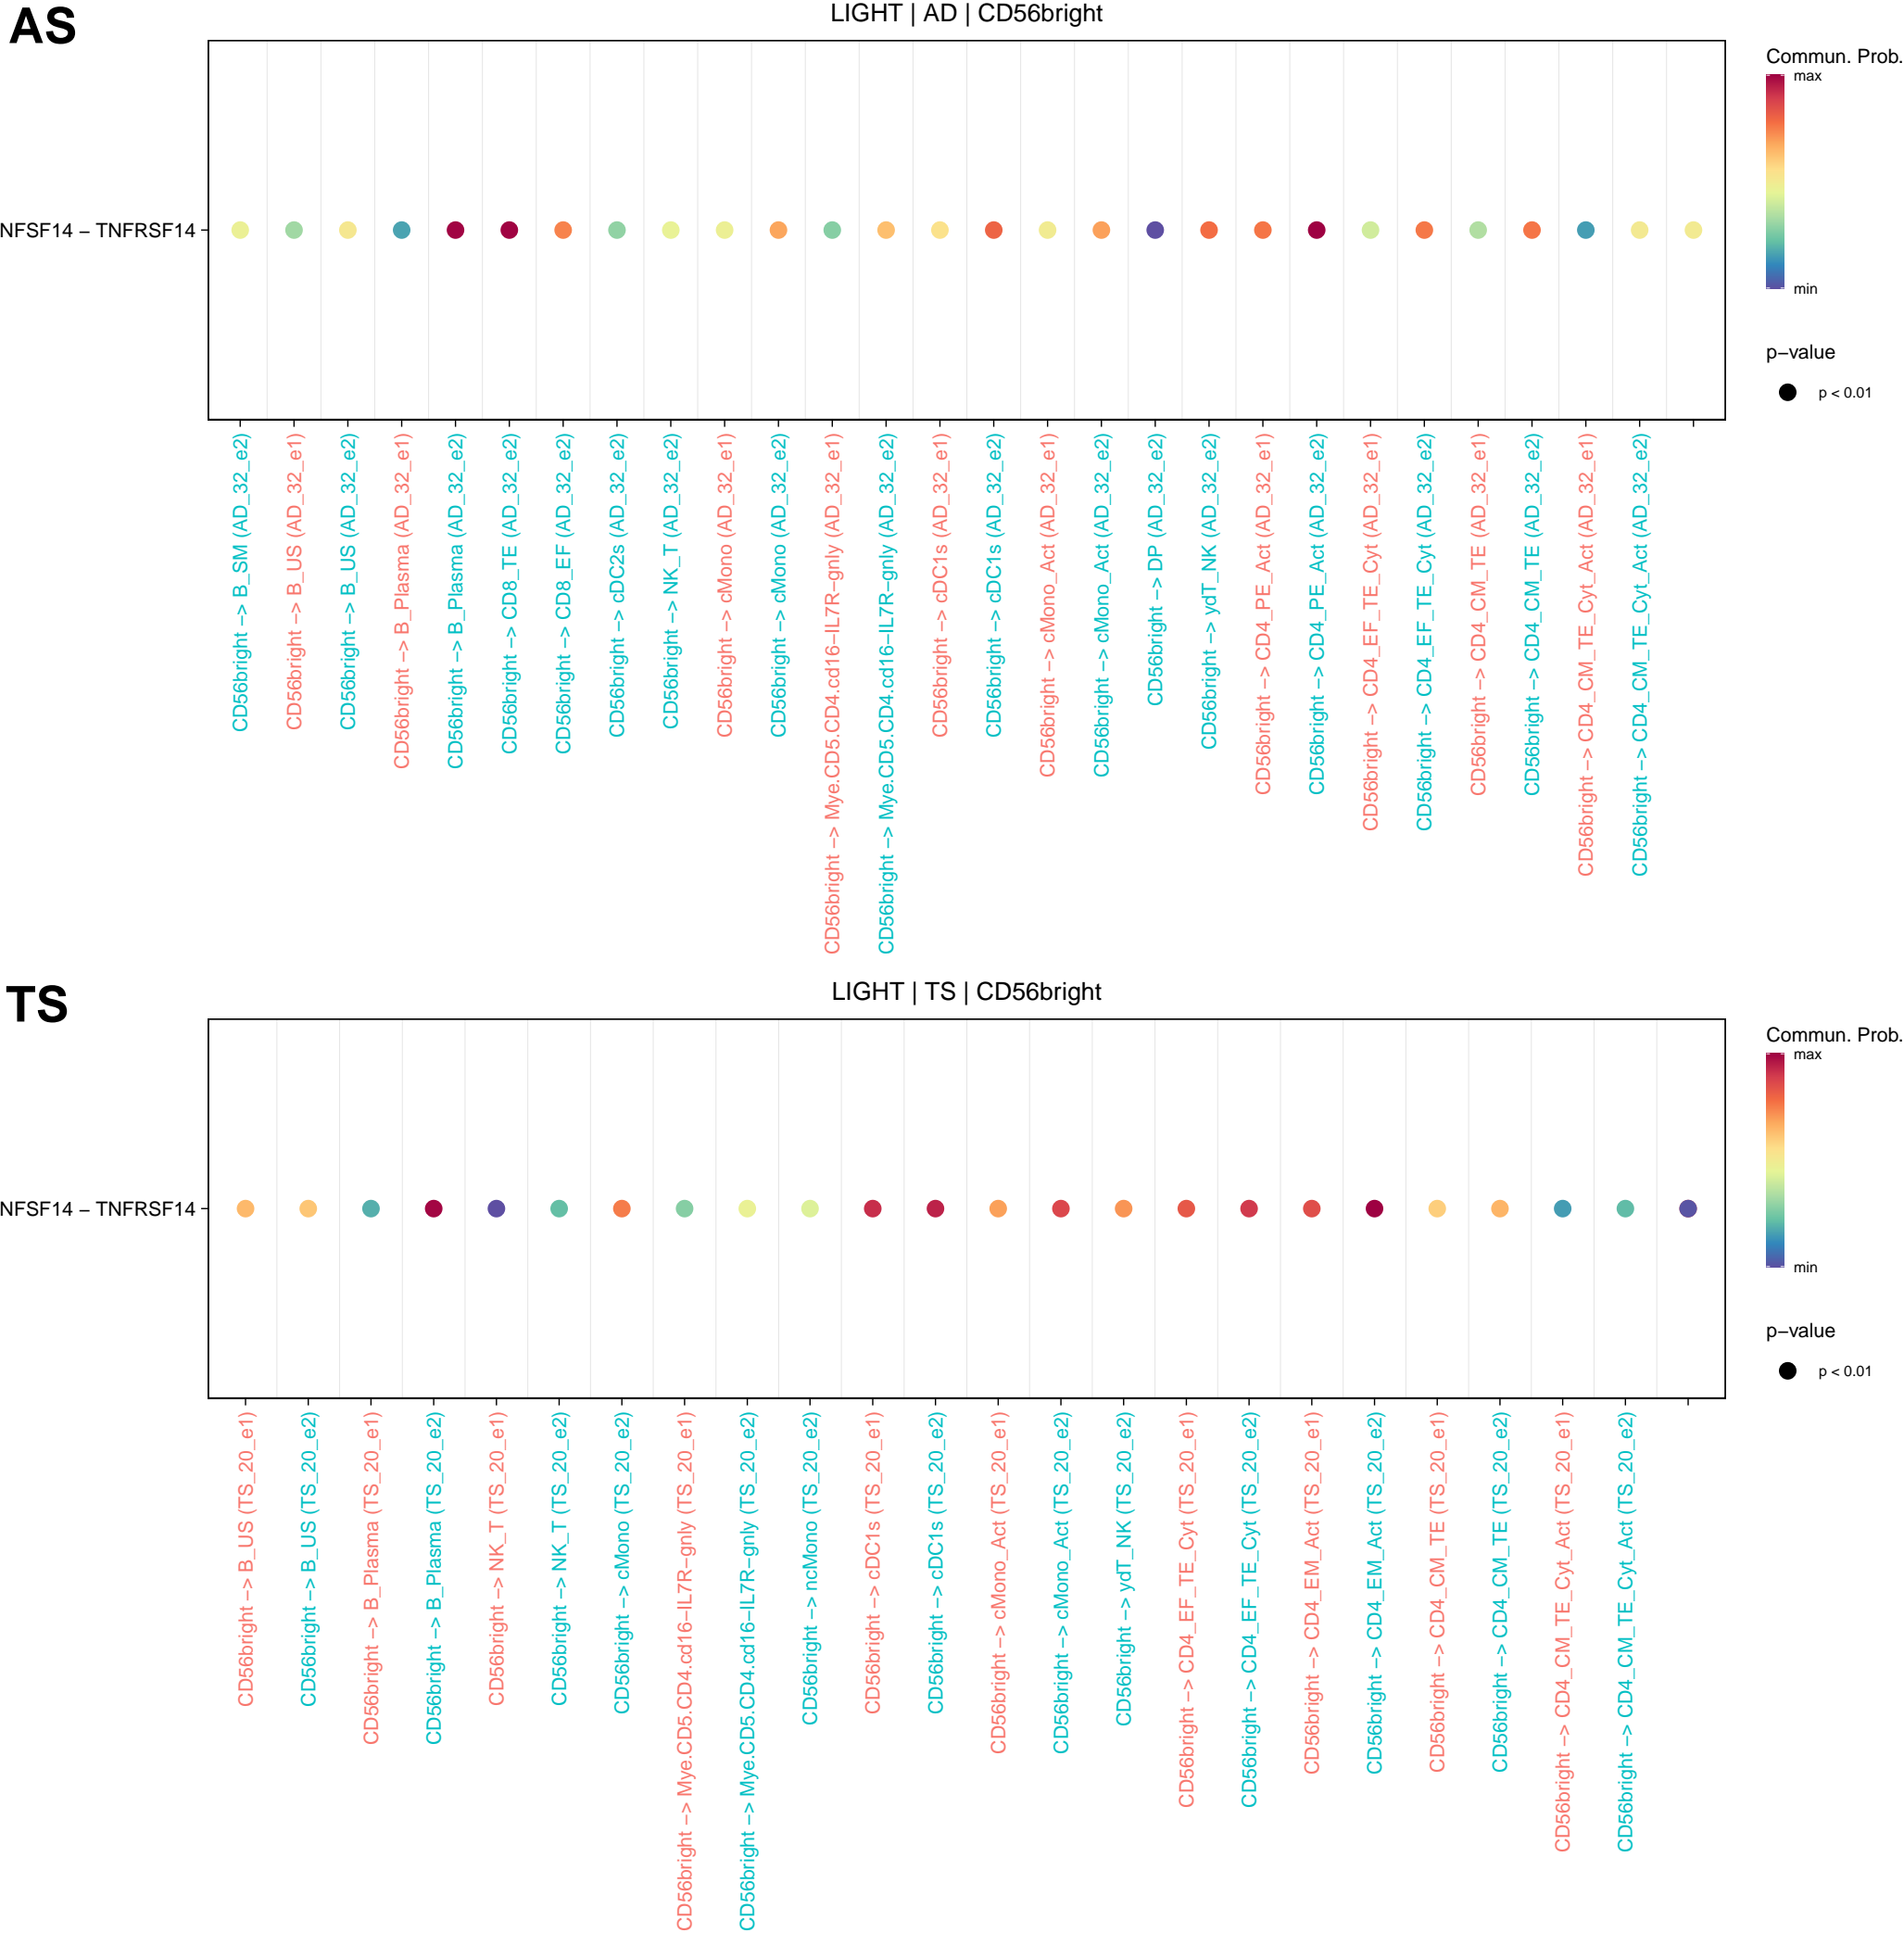 AS
LIGHT | AD | CD56bright
NFSF14 − TNFRSF14
CD56bright −> B_SM (AD_32_e2)
CD56bright −> B_US (AD_32_e1)
CD56bright −> B_US (AD_32_e2)
CD56bright −> B_Plasma (AD_32_e1)
CD56bright −> B_Plasma (AD_32_e2)
CD56bright −> CD8_TE (AD_32_e2)
CD56bright −> CD8_EF (AD_32_e2)
CD56bright −> cDC2s (AD_32_e2)
CD56bright −> NK_T (AD_32_e2)
CD56bright −> cMono (AD_32_e1)
CD56bright −> cMono (AD_32_e2)
CD56bright −> Mye.CD5.CD4.cd16−IL7R−gnly (AD_32_e1)
CD56bright −> Mye.CD5.CD4.cd16−IL7R−gnly (AD_32_e2)
CD56bright −> cDC1s (AD_32_e1)
CD56bright −> cDC1s (AD_32_e2)
CD56bright −> cMono_Act (AD_32_e1)
CD56bright −> cMono_Act (AD_32_e2)
CD56bright −> DP (AD_32_e2)
CD56bright −> ydT_NK (AD_32_e2)
CD56bright −> CD4_PE_Act (AD_32_e1)
CD56bright −> CD4_PE_Act (AD_32_e2)
CD56bright −> CD4_EF_TE_Cyt (AD_32_e1)
CD56bright −> CD4_EF_TE_Cyt (AD_32_e2)
CD56bright −> CD4_CM_TE (AD_32_e1)
CD56bright −> CD4_CM_TE (AD_32_e2)
CD56bright −> CD4_CM_TE_Cyt_Act (AD_32_e1)
CD56bright −> CD4_CM_TE_Cyt_Act (AD_32_e2)
Commun. Prob.
max
min
p−value
p < 0.01
TS
LIGHT | TS | CD56bright
NFSF14 − TNFRSF14
CD56bright −> B_US (TS_20_e1)
CD56bright −> B_US (TS_20_e2)
CD56bright −> B_Plasma (TS_20_e1)
CD56bright −> B_Plasma (TS_20_e2)
CD56bright −> NK_T (TS_20_e1)
CD56bright −> NK_T (TS_20_e2)
CD56bright −> cMono (TS_20_e2)
CD56bright −> Mye.CD5.CD4.cd16−IL7R−gnly (TS_20_e1)
CD56bright −> Mye.CD5.CD4.cd16−IL7R−gnly (TS_20_e2)
CD56bright −> ncMono (TS_20_e2)
CD56bright −> cDC1s (TS_20_e1)
CD56bright −> cDC1s (TS_20_e2)
CD56bright −> cMono_Act (TS_20_e1)
CD56bright −> cMono_Act (TS_20_e2)
CD56bright −> ydT_NK (TS_20_e2)
CD56bright −> CD4_EF_TE_Cyt (TS_20_e1)
CD56bright −> CD4_EF_TE_Cyt (TS_20_e2)
CD56bright −> CD4_EM_Act (TS_20_e1)
CD56bright −> CD4_EM_Act (TS_20_e2)
CD56bright −> CD4_CM_TE (TS_20_e1)
CD56bright −> CD4_CM_TE (TS_20_e2)
CD56bright −> CD4_CM_TE_Cyt_Act (TS_20_e1)
CD56bright −> CD4_CM_TE_Cyt_Act (TS_20_e2)
Commun. Prob.
max
min
p−value
p < 0.01